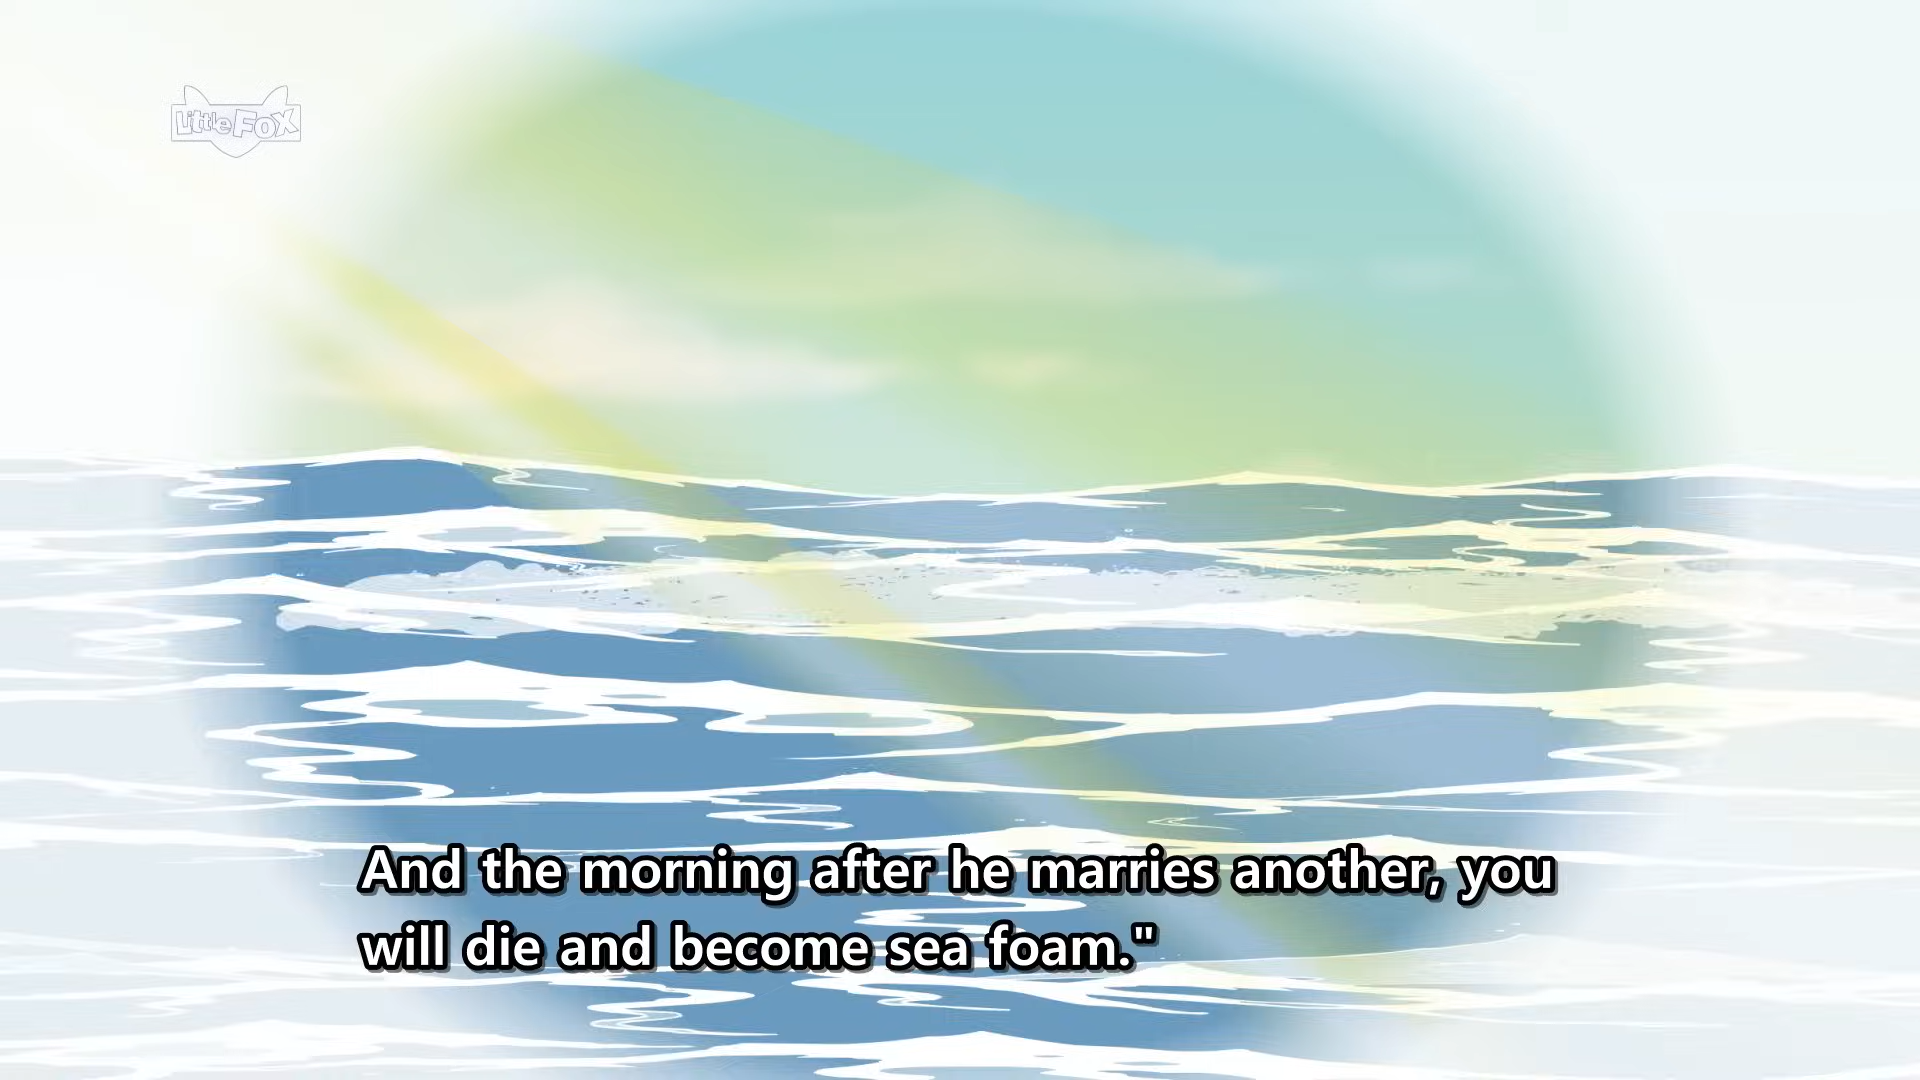 Little Fox
And the morning after he marries another, you
will die and become sea foam."